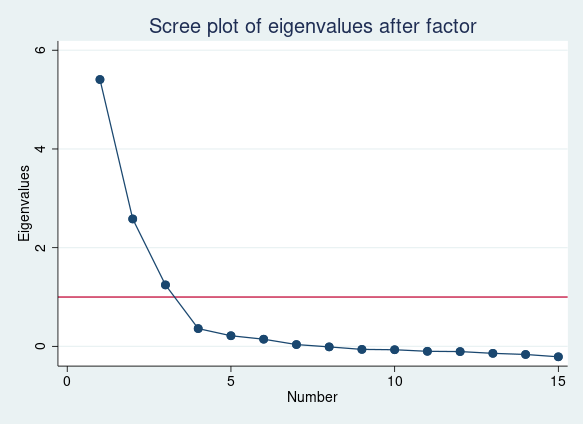 Scree plot of eigenvalues after factor
Eigenvalues
6
4
2
0
0 5 10 15
Number